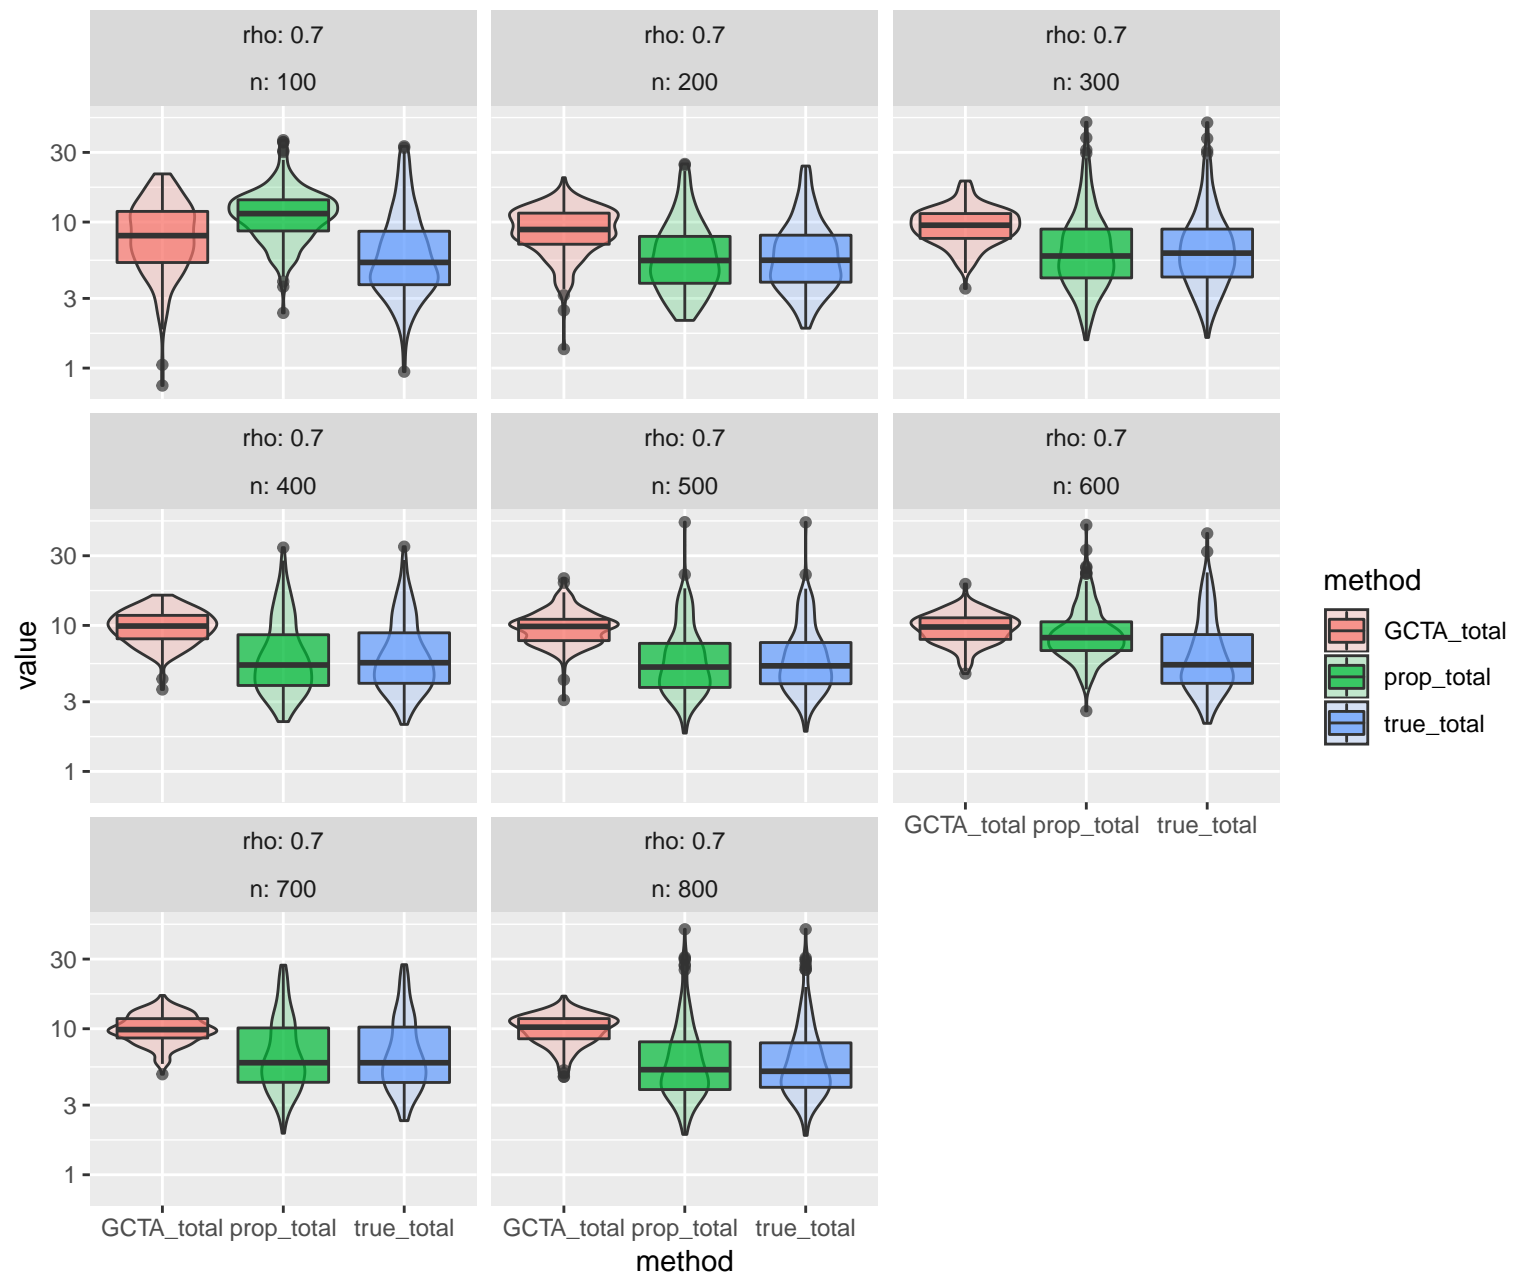 rho: 0.7
n: 100
rho: 0.7
n: 200
rho: 0.7
n: 300
30
10
3
1
rho: 0.7
n: 400
rho: 0.7
n: 500
rho: 0.7
n: 600
30
10
3
1
GCTA_total prop_total true_total
rho: 0.7
n: 700
rho: 0.7
n: 800
30
10
3
1
GCTA_total prop_total true_total
GCTA_total prop_total true_total
method
value
method
GCTA_total
prop_total
true_total